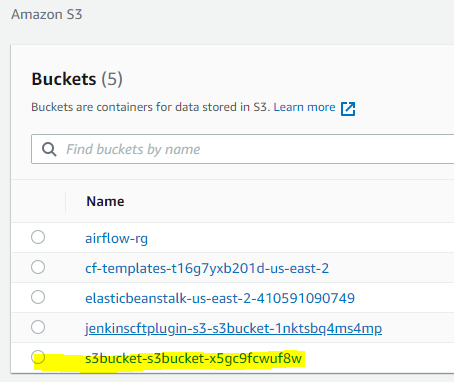 Amazon S3
Buckets (5)
Buckets are containers for data stored in S3. Learn more
Find buckets by name
Name
airflow-rg
cf-templates-t16g7yxb201d-us-east-2
elasticbeanstalk-us-east-2-410591090749
jenkinscftplugin-s3-s3bucket-1nktsbq4ms4mp
s3bucket-s3bucket-x5gc9fcwuf8w